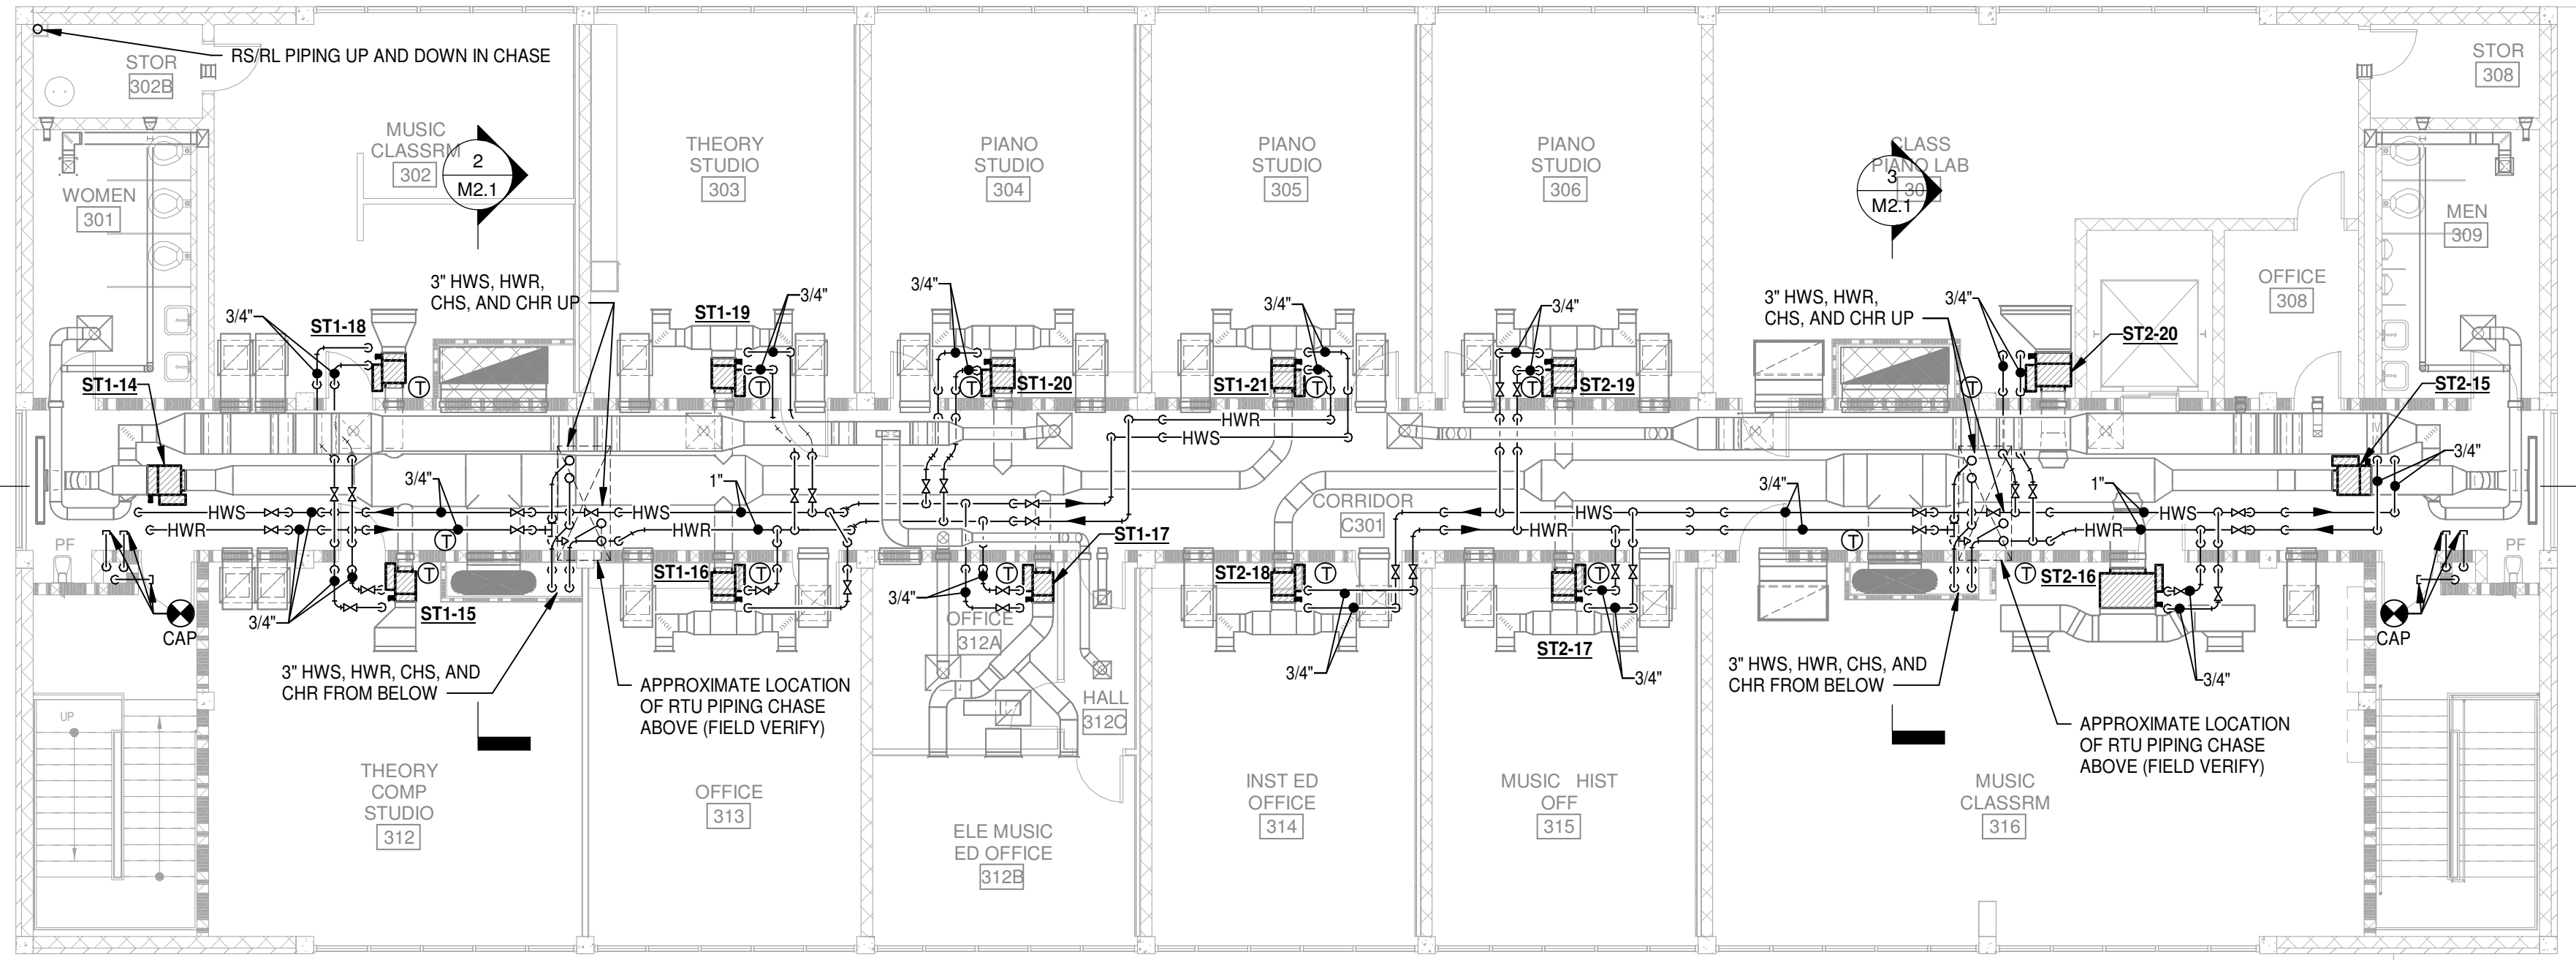 RS/RL PIPING UP AND DOWN IN CHASE
STOR
302B
STOR
308
MUSIC
CLASSRM
302
2
M2.1
THEORY
STUDIO
303
PIANO
STUDIO
304
PIANO
STUDIO
305
PIANO
STUDIO
306
CLASS
PIANO LAB
3
M2.1
WOMEN
301
MEN
309
OFFICE
308
3" HWS, HWR,
CHS, AND CHR UP
3" HWS, HWR,
CHS, AND CHR UP
3/4"
ST1-18
ST1-19
3/4"
3/4"
3/4"
3/4"
3/4"
ST2-20
ST1-14
T
T
T
ST1-20
ST1-21
T
T
ST2-19
T
ST2-15
HWR
HWS
3/4"
1"
3/4"
1"
3/4"
CORRIDOR
C301
HWS
HWS
HWS
HWS
HWR
HWR
HWR
HWR
T
T
PF
PF
ST1-17
T
ST1-16
T
T
ST2-18
T
T
T
ST2-16
3/4"
ST1-15
3/4"
OFFICE
312A
CAP
CAP
ST2-17
3" HWS, HWR, CHS, AND
CHR FROM BELOW
APPROXIMATE LOCATION
OF RTU PIPING CHASE
ABOVE (FIELD VERIFY)
HALL
312C
3/4"
3/4"
3" HWS, HWR, CHS, AND
CHR FROM BELOW
3/4"
UP
APPROXIMATE LOCATION
OF RTU PIPING CHASE
ABOVE (FIELD VERIFY)
THEORY
COMP
STUDIO
312
OFFICE
313
ELE MUSIC
ED OFFICE
312B
INST ED
OFFICE
314
MUSIC HIST
OFF
315
MUSIC
CLASSRM
316